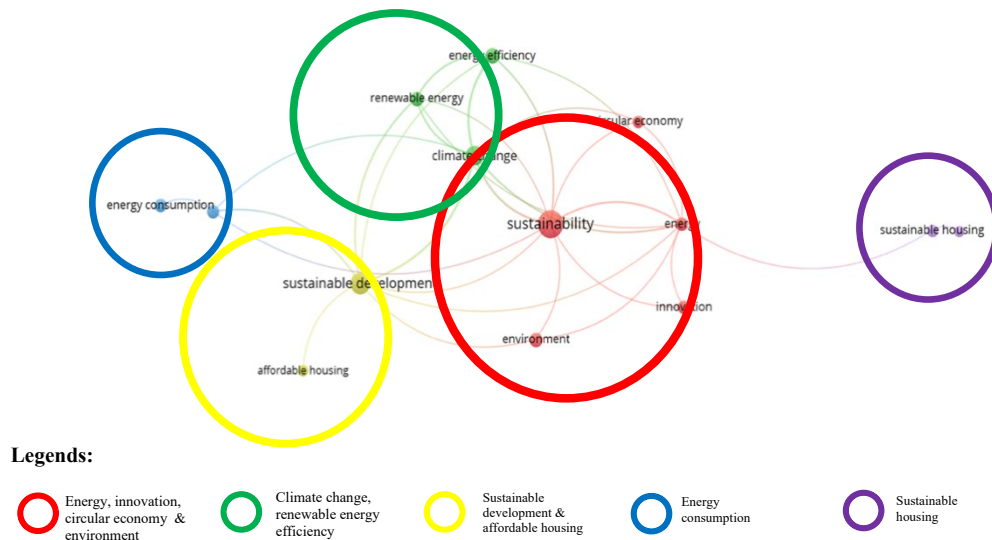 energy efficiency
renewable energy
circular economy
climate change
energy consumption
sustainability
energy
sustainable housing
sustainable development
innovation
environment
affordable housing
Legends:
Energy, innovation,
circular economy &
environment
Climate change,
renewable energy
efficiency
Sustainable
development &
affordable housing
Energy
consumption
Sustainable
housing